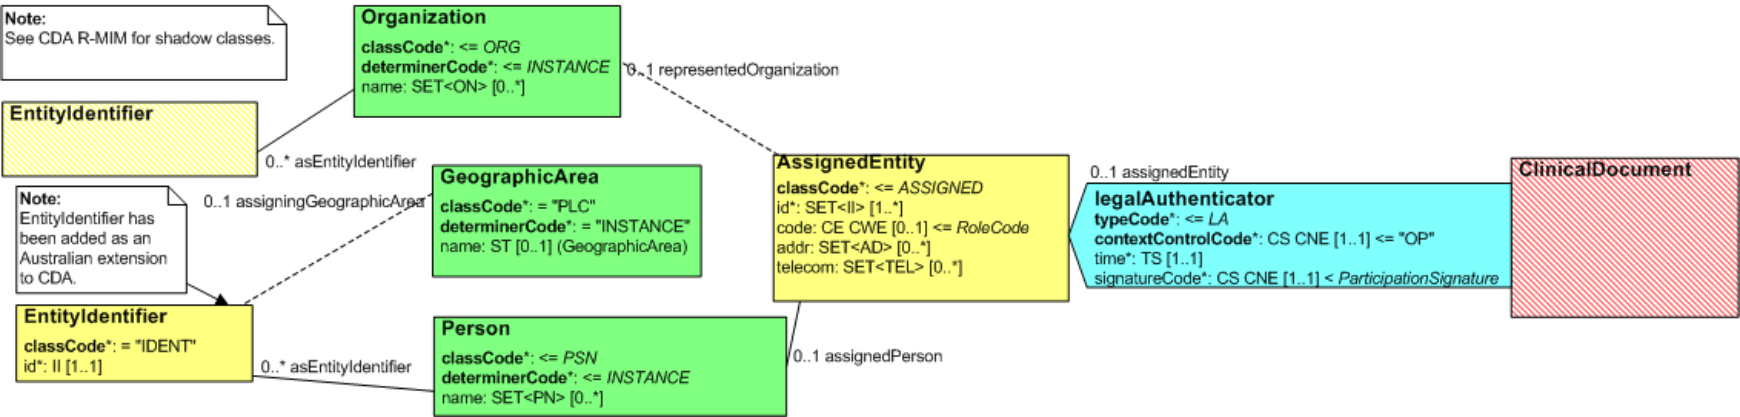 Note:
See CDA R-MIM for shadow classes.
Organization
classCode*: <= ORG
determinerCode*: <= INSTANCE
name: SET<ON> [0..*]
0..1 representedOrganization
EntityIdentifier
0..* asEntityIdentifier
Note:
EntityIdentifier has
been added as an
Australian extension
to CDA.
0..1 assigningGeographicArea
GeographicArea
classCode*: = "PLC"
determinerCode*: = "INSTANCE"
name: ST [0..1] (GeographicArea)
AssignedEntity
classCode*: <= ASSIGNED
id*: SET<II> [1..*]
code: CE CWE [0..1] <= RoleCode
addr: SET<AD> [0..*]
telecom: SET<TEL> [0..*]
0..1 assignedEntity
legalAuthenticator
typeCode*: <= LA
contextControlCode*: CS CNE [1..1] <= "OP"
time*: TS [1..1]
signatureCode*: CS CNE [1..1] < ParticipationSignature
ClinicalDocument
EntityIdentifier
classCode*: = "IDENT"
id*: II [1..1]
0..* asEntityIdentifier
Person
classCode*: <= PSN
determinerCode*: <= INSTANCE
name: SET<PN> [0..*]
0..1 assignedPerson